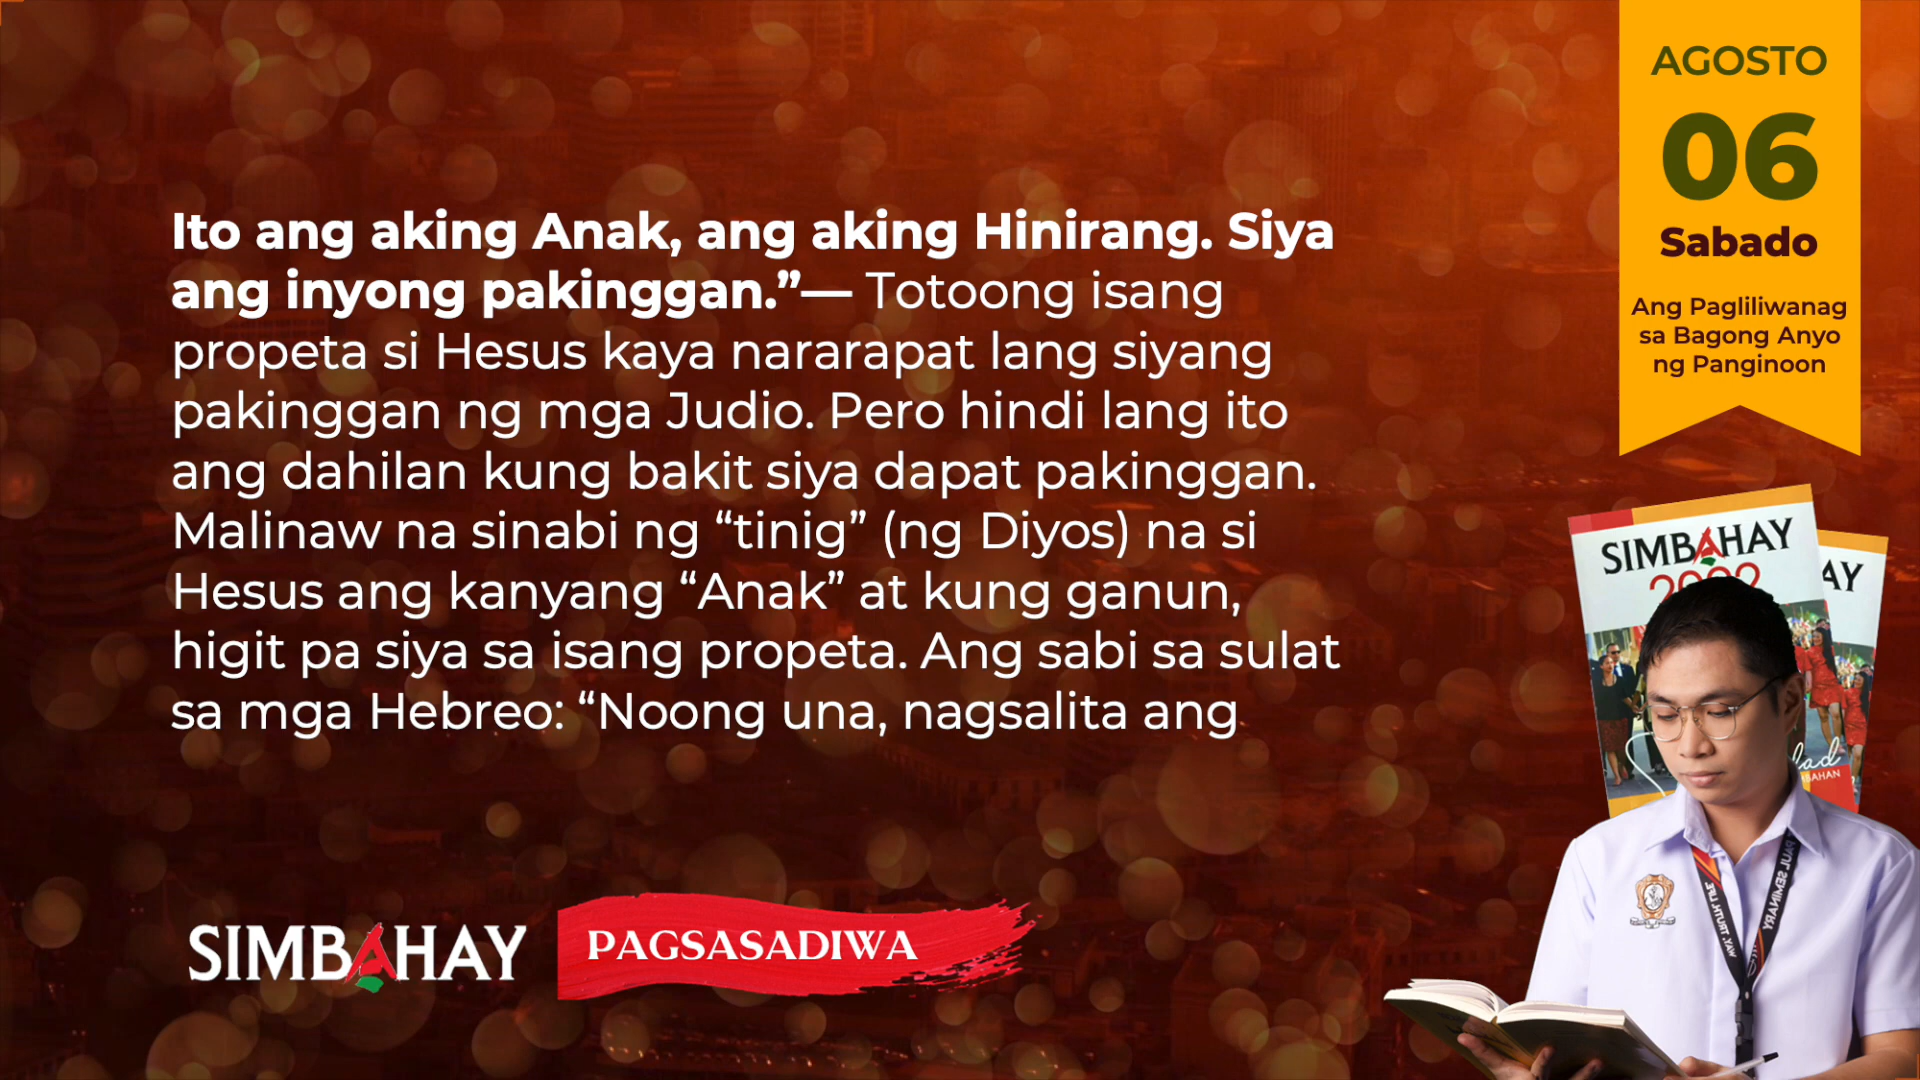 AGOSTO
06
Sabado
Ang Pagliliwanag
sa Bagong Anyo
ng Panginoon
Ito ang aking Anak, ang aking Hinirang. Siya
ang inyong pakinggan.”— Totoong isang
propeta si Hesus kaya nararapat lang siyang
pakinggan ng mga Judio. Pero hindi lang ito
ang dahilan kung bakit siya dapat pakinggan.
Malinaw na sinabi ng “tinig” (ng Diyos) na si
Hesus ang kanyang “Anak” at kung ganun,
higit pa siya sa isang propeta. Ang sabi sa sulat
sa mga Hebreo: “Noong una, nagsalita ang
SIMBAHAY
SIMBAHAY
PAGSASADIWA